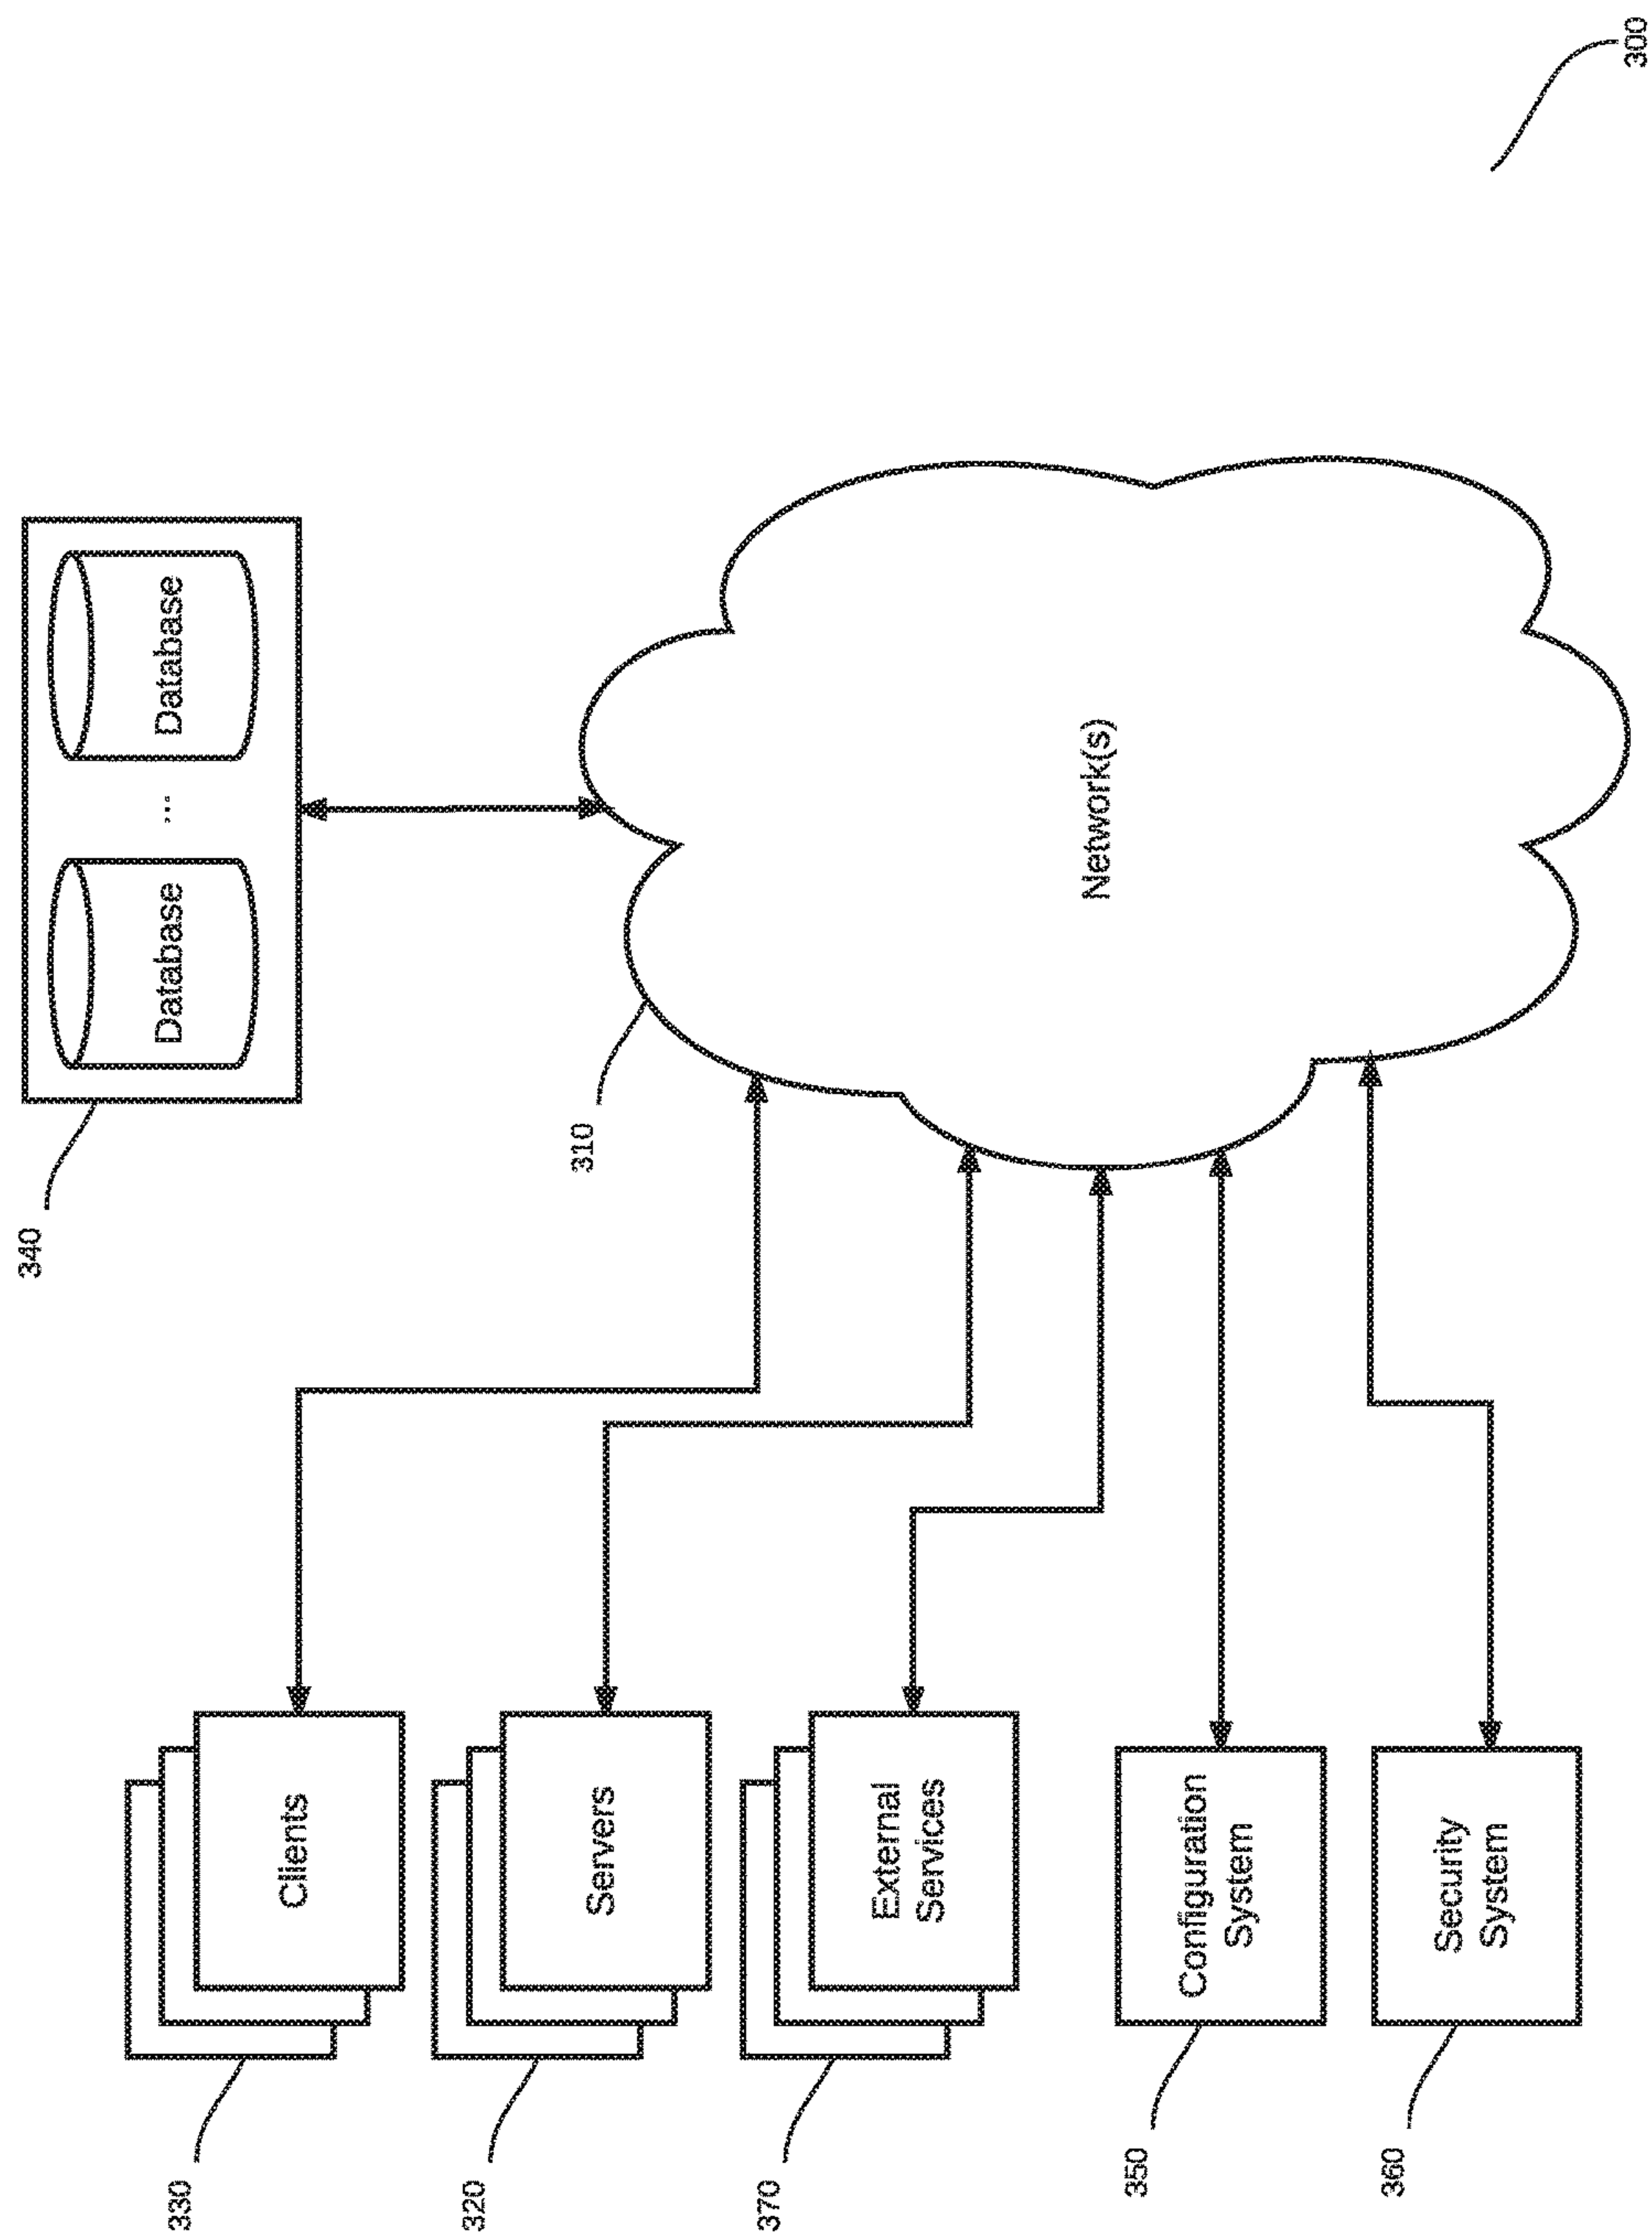 340
Database ... Database
330
Clients
320
310
Servers
370
External
Services
Network(s)
350
Configuration
System
360
Security
System
300